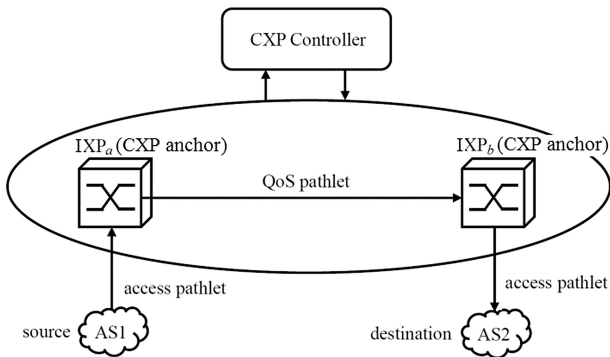 CXP Controller
IXPa (CXP anchor)
IXPb (CXP anchor)
QoS pathlet
access pathlet
access pathlet
source
AS1
destination
AS2